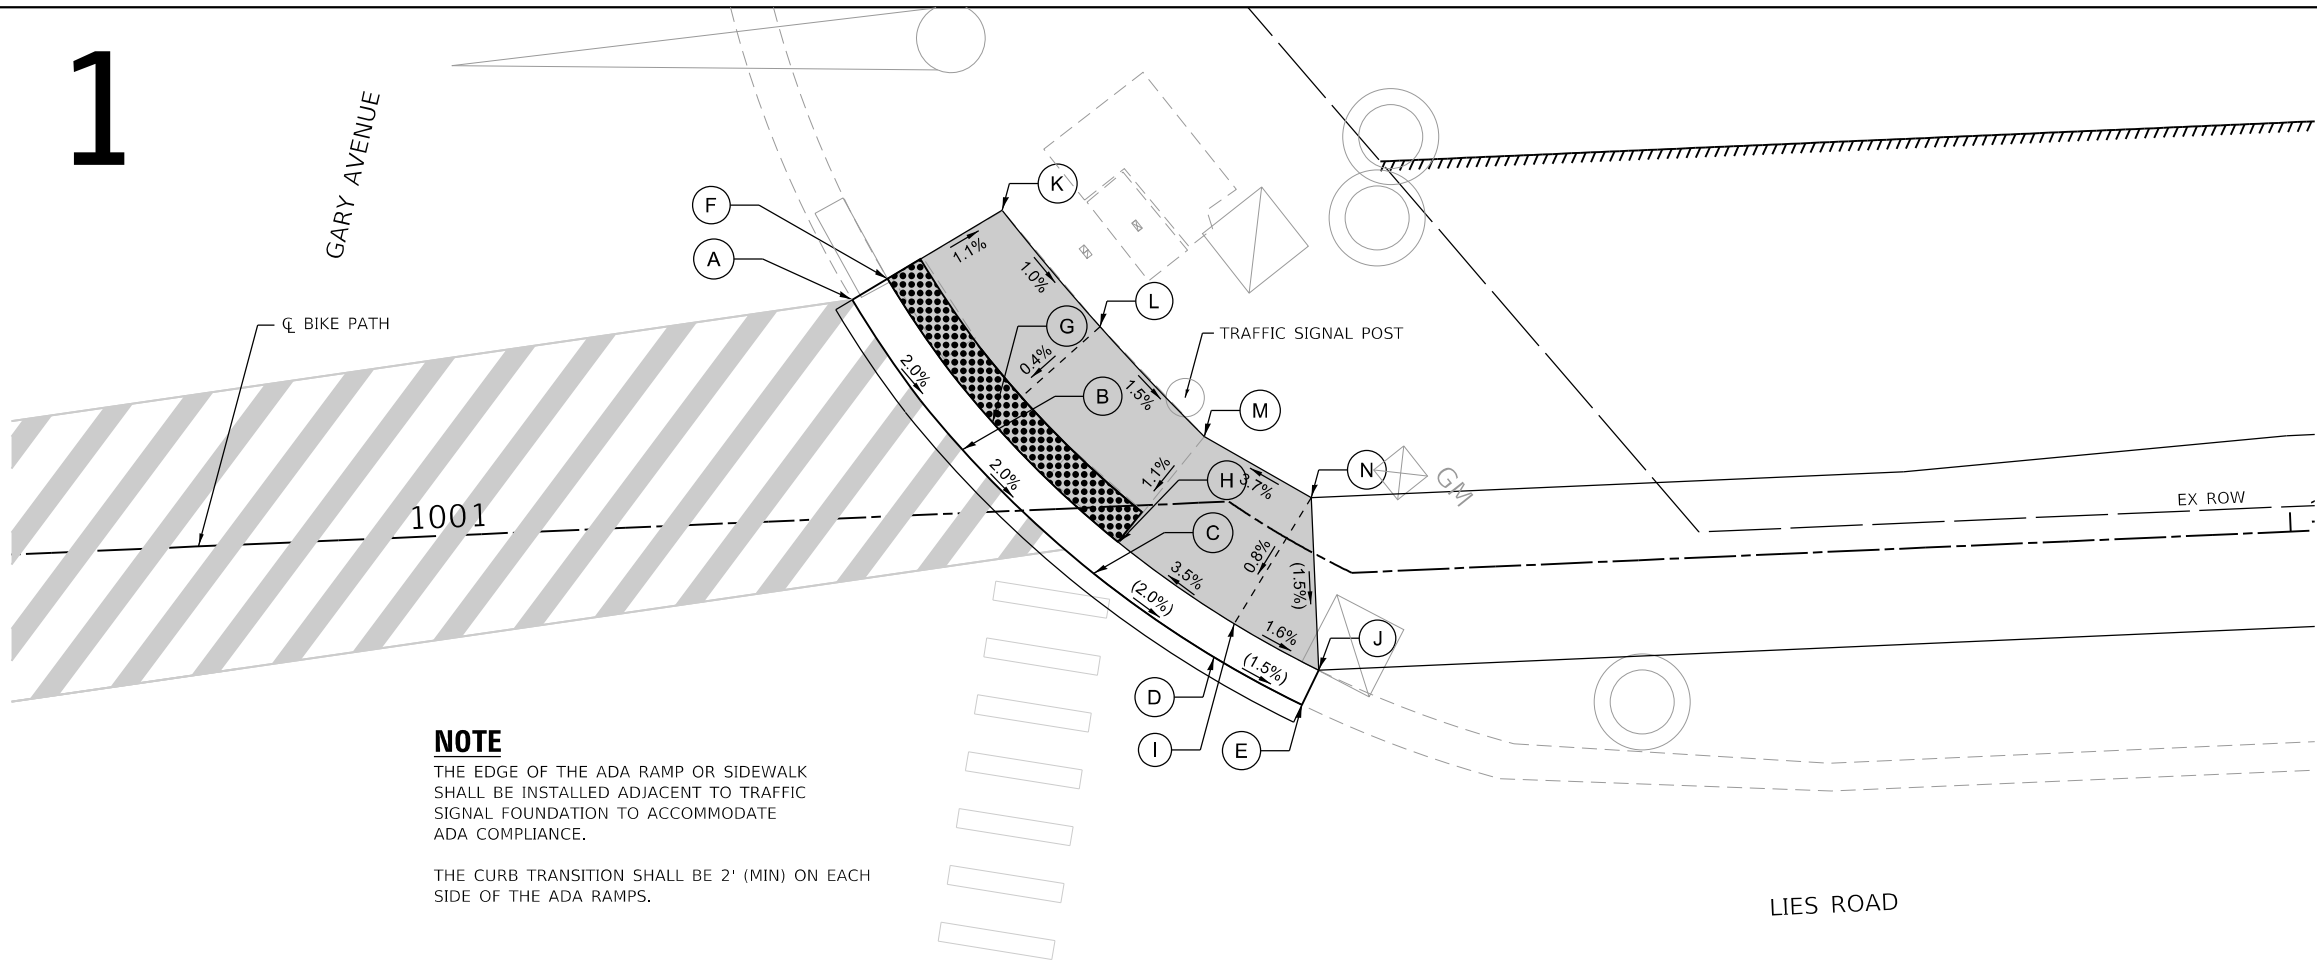 1
GARY AVENUE
K
F
A
1.1%
1.0%
L
℄ BIKE PATH
G
TRAFFIC SIGNAL POST
0.4%
2.0%
1.5%
B
M
2.0%
1.1%
H
3.7%
N
GM
EX ROW
1001
C
0.8%
3.5%
(2.0%)
(1.5%)
1.6%
J
(1.5%)
D
I
E
NOTE
THE EDGE OF THE ADA RAMP OR SIDEWALK
SHALL BE INSTALLED ADJACENT TO TRAFFIC
SIGNAL FOUNDATION TO ACCOMMODATE
ADA COMPLIANCE.
THE CURB TRANSITION SHALL BE 2' (MIN) ON EACH
SIDE OF THE ADA RAMPS.
LIES ROAD